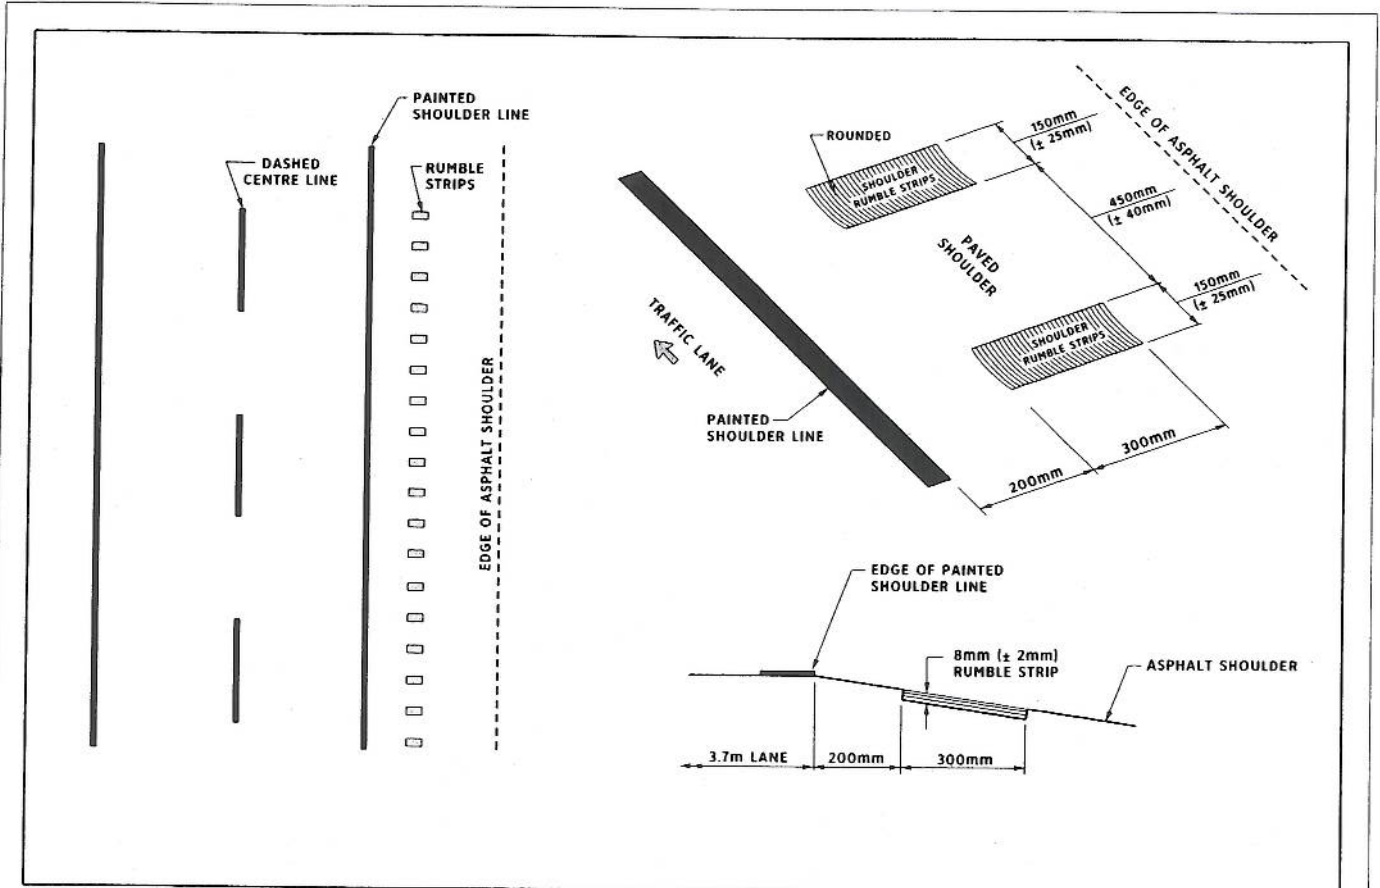 PAINTED
SHOULDER LINE
DASHED
CENTRE LINE
RUMBLE
STRIPS
EDGE OF ASPHALT SHOULDER
EDGE OF ASPHALT SHOULDER
ROUNDED
SHOULDER
RUMBLE STRIPS
150mm
(± 25mm)
450mm
(± 40mm)
PAVED
SHOULDER
150mm
(± 25mm)
SHOULDER
RUMBLE STRIPS
TRAFFIC LANE
PAINTED
SHOULDER LINE
200mm
300mm
EDGE OF PAINTED
SHOULDER LINE
8mm (± 2mm)
RUMBLE STRIP
ASPHALT SHOULDER
3.7m LANE
200mm
300mm